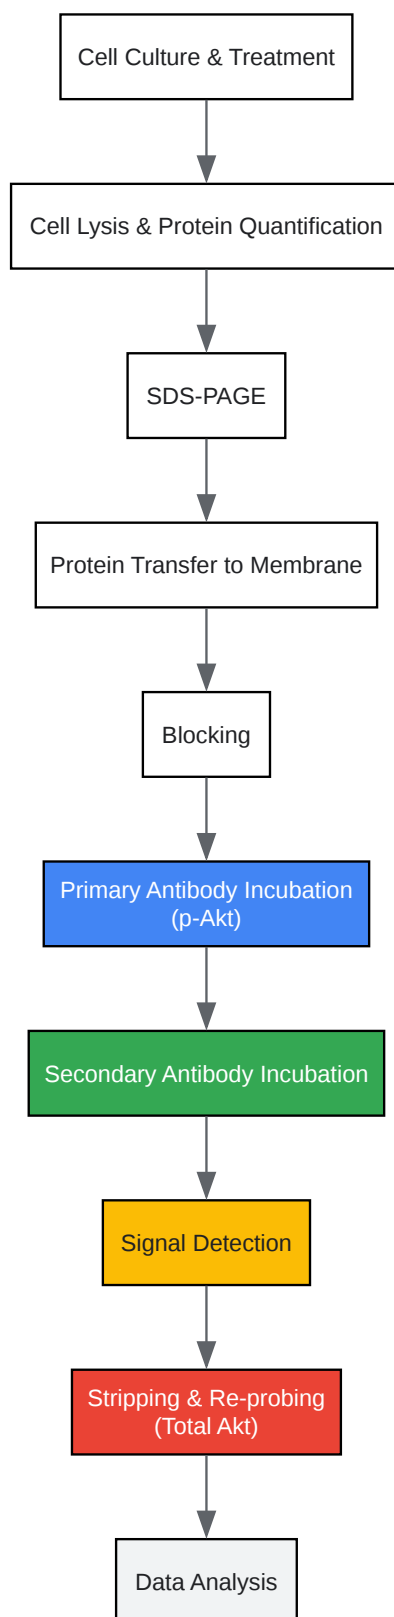 Cell Culture & Treatment
Cell Lysis & Protein Quantification
SDS-PAGE
Protein Transfer to Membrane
Blocking
Primary Antibody Incubation
(p-Akt)
Secondary Antibody Incubation
Signal Detection
Stripping & Re-probing
(Total Akt)
Data Analysis